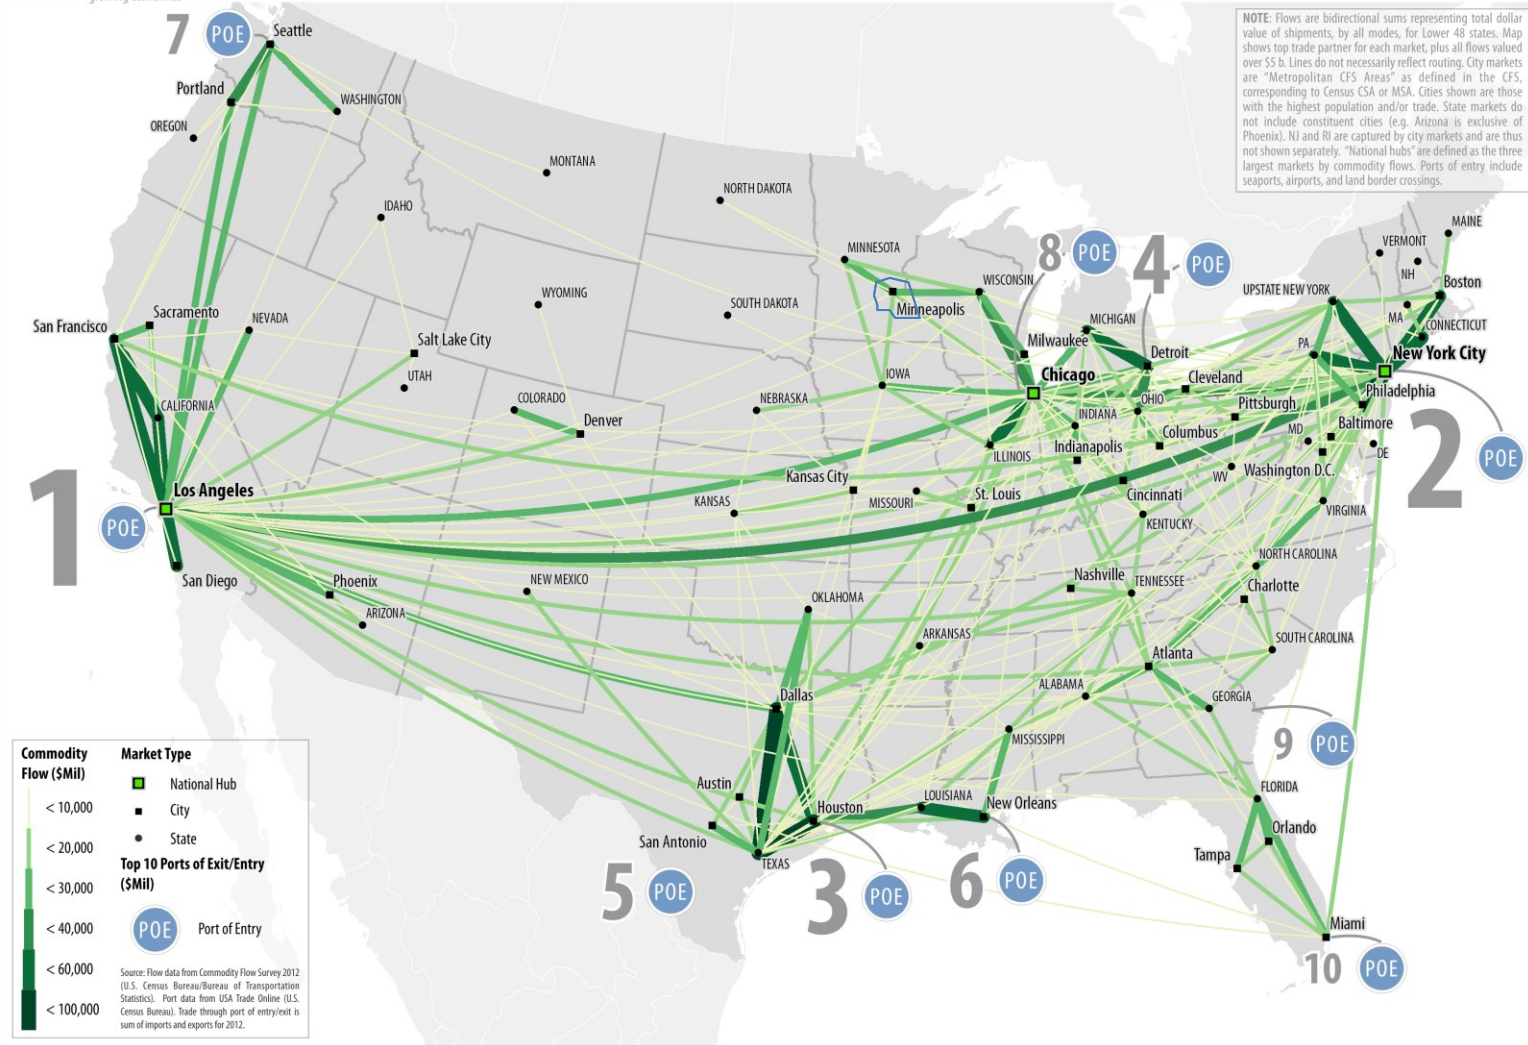 growing economies
NOTE: Flows are bidirectional sums representing total dollar
value of shipments, by all modes, for Lower 48 states. Map
shows top trade partner for each market, plus all flows valued
over $5 b. Lines do not necessarily reflect routing. City markets
are "Metropolitan CFS Areas" as defined in the CFS,
corresponding to Census CSA or MSA. Cities shown are those
with the highest population and/or trade. State markets do
not include constituent cities (e.g. Arizona is exclusive of
Phoenix). NJ and RI are captured by city markets and are thus
not shown separately. "National hubs" are defined as the three
largest markets by commodity flows. Ports of entry include
seaports, airports, and land border crossings.
7 POE
Seattle
Portland
WASHINGTON
OREGON
MONTANA
IDAHO
NORTH DAKOTA
MINNESOTA
8 POE
4 POE
MAINE
VERMONT
NH
Boston
WISCONSIN
UPSTATE NEW YORK
WYOMING
SOUTH DAKOTA
Minneapolis
MICHIGAN
MA
CONNECTICUT
San Francisco
Sacramento
NEVADA
Salt Lake City
UTAH
Milwaukee
Detroit
PA
New York City
Chicago
Cleveland
IOWA
Philadelphia
CALIFORNIA
COLORADO
Denver
NEBRASKA
OHIO
Pittsburgh
INDIANA
Columbus
MD
Baltimore
DE
2 POE
ILLINOIS
Indianapolis
WV
Washington D.C.
1 POE
Los Angeles
Kansas City
KANSAS
MISSOURI
St. Louis
Cincinnati
KENTUCKY
VIRGINIA
San Diego
Phoenix
ARIZONA
NEW MEXICO
OKLAHOMA
Nashville
TENNESSEE
NORTH CAROLINA
Charlotte
ARKANSAS
SOUTH CAROLINA
Atlanta
Dallas
ALABAMA
GEORGIA
MISSISSIPPI
9 POE
Austin
Houston
LOUISIANA
New Orleans
FLORIDA
San Antonio
TEXAS
Orlando
Tampa
5 POE
3 POE
6 POE
Miami
10 POE
Commodity
Flow ($Mil)
< 10,000
< 20,000
< 30,000
< 40,000
< 60,000
< 100,000
Market Type
National Hub
City
State
Top 10 Ports of Exit/Entry
($Mil)
POE
Port of Entry
Source: Flow data from Commodity Flow Survey 2012
(U.S. Census Bureau/Bureau of Transportation
Statistics). Port data from USA Trade Online (U.S.
Census Bureau). Trade through port of entry/exit is
sum of imports and exports for 2012.